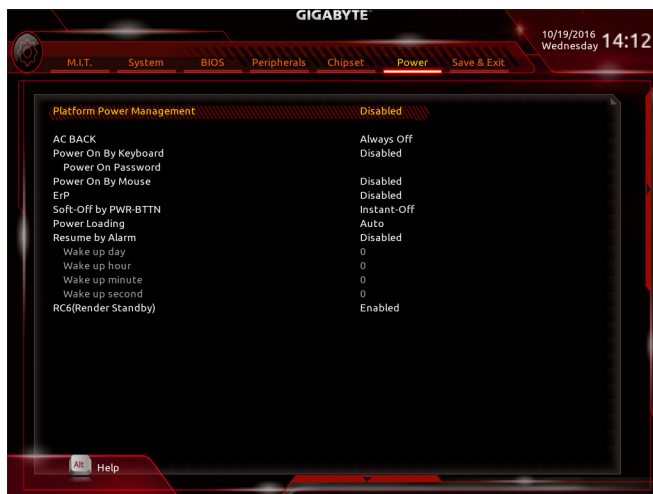 GIGABYTE™
10/19/2016
Wednesday
14:12
M.I.T. System BIOS Peripherals Chipset Power Save & Exit
Platform Power Management Disabled
AC BACK Always Off
Power On By Keyboard Disabled
Power On Password
Power On By Mouse Disabled
ErP Disabled
Soft-Off by PWR-BTTN Instant-Off
Power Loading Auto
Resume by Alarm Disabled
Wake up day 0
Wake up hour 0
Wake up minute 0
Wake up second 0
RC6(Render Standby) Enabled
Alt Help